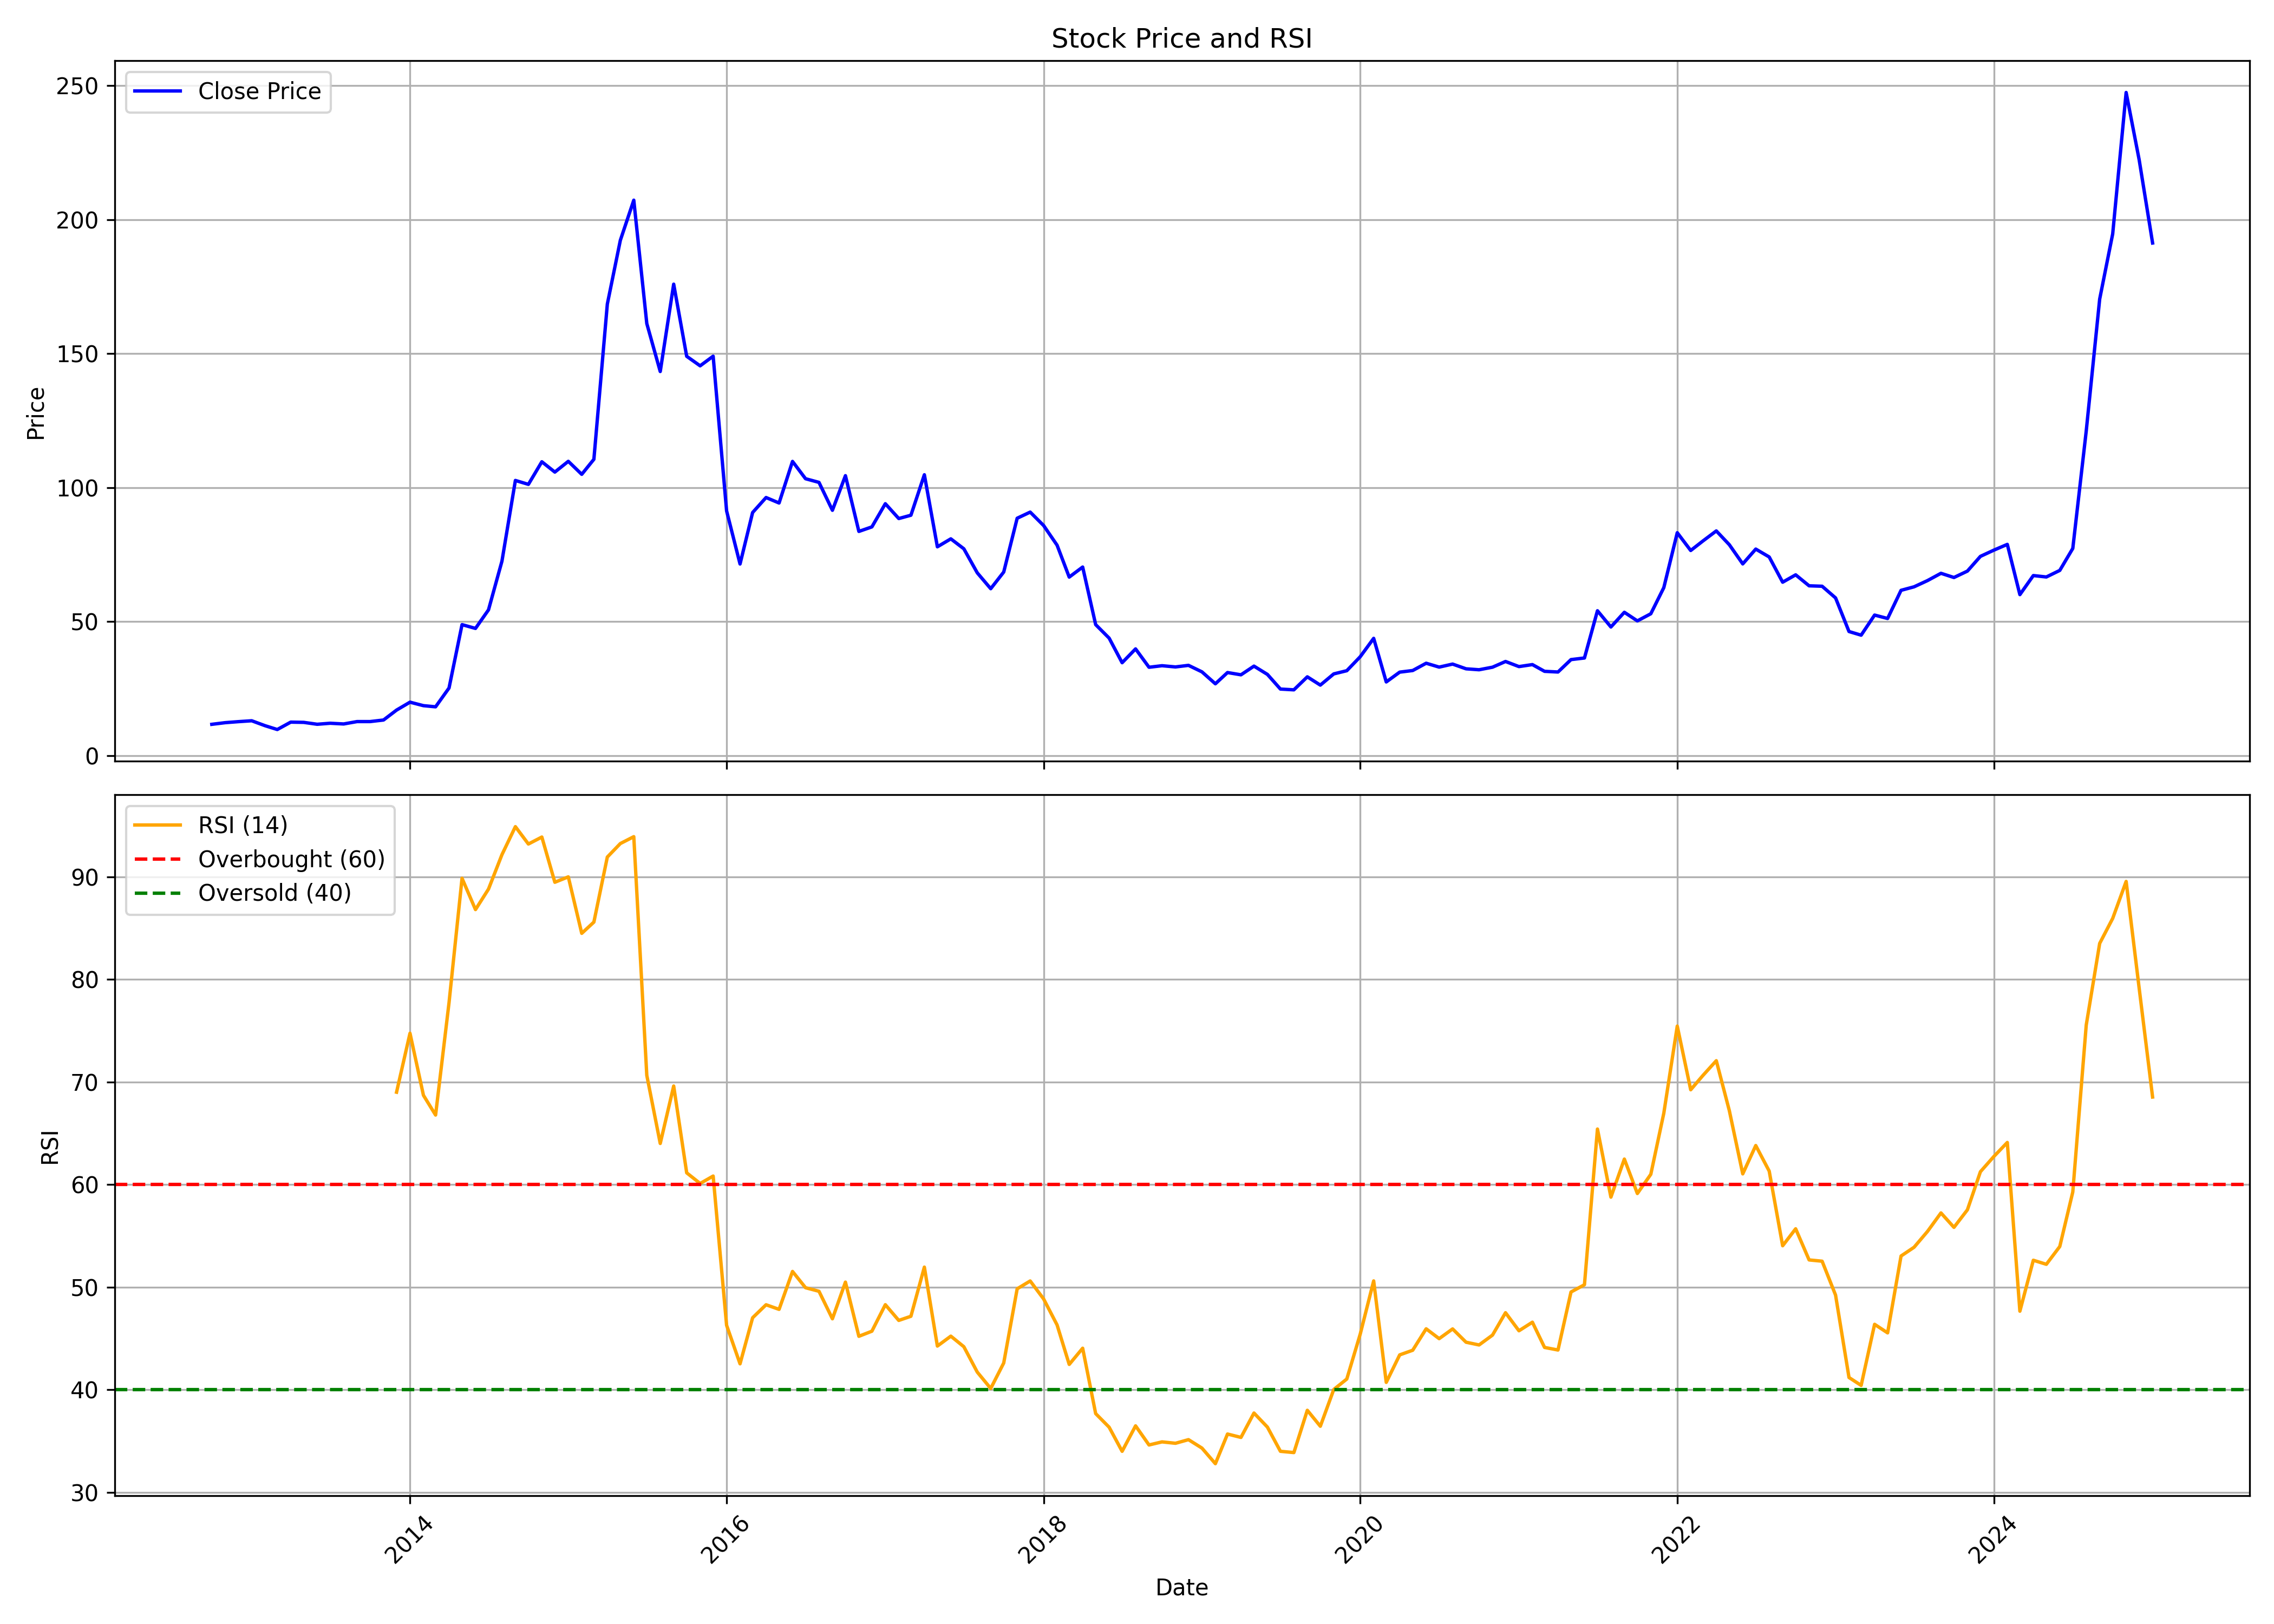 Stock Price and RSI
Close Price
250
200
150
100
50
0
Price
RSI (14)
Overbought (60)
Oversold (40)
90
80
70
60
50
40
30
RSI
2014
2016
2018
2020
2022
2024
Date